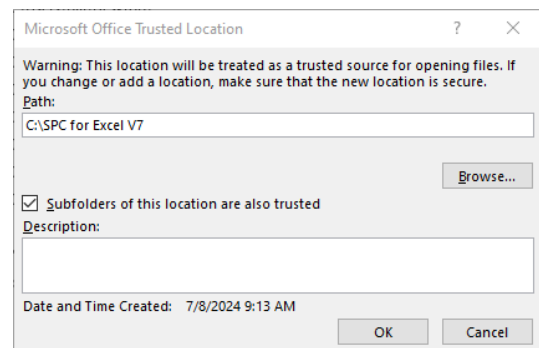 Microsoft Office Trusted Location
Warning: This location will be treated as a trusted source for opening files. If
you change or add a location, make sure that the new location is secure.
Path:
C:\SPC for Excel V7
Browse...
Subfolders of this location are also trusted
Description:
Date and Time Created: 7/8/2024 9:13 AM
OK Cancel